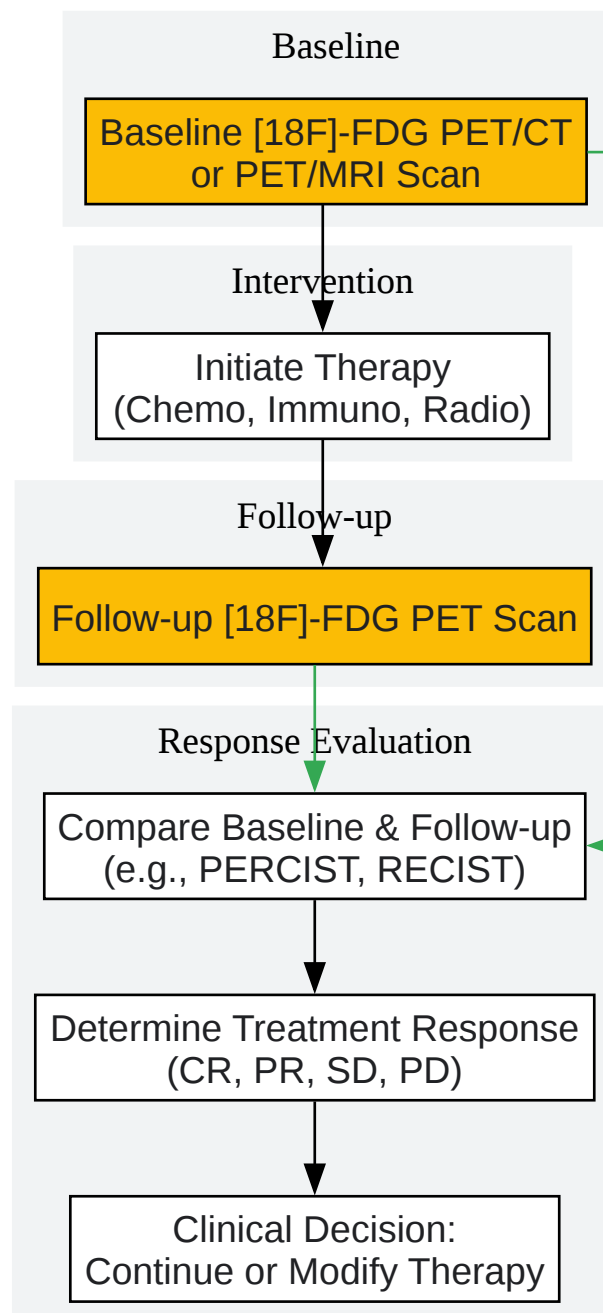 Baseline
Baseline [18F]-FDG PET/CT
or PET/MRI Scan
Intervention
Initiate Therapy
(Chemo, Immuno, Radio)
Follow-up
Follow-up [18F]-FDG PET Scan
Response Evaluation
Compare Baseline & Follow-up
(e.g., PERCIST, RECIST)
Determine Treatment Response
(CR, PR, SD, PD)
Clinical Decision:
Continue or Modify Therapy